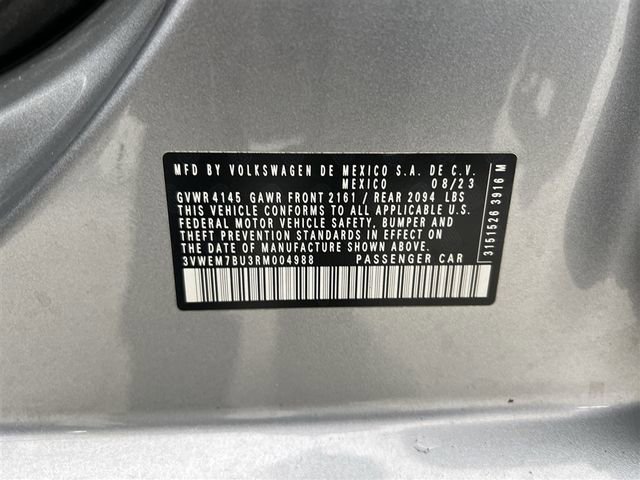 MFD BY VOLKSWAGEN DE MEXICO S.A. DE C.V.
MEXICO 08/23
GVWR 4145 GAWR FRONT 2161 / REAR 2094 LBS
THIS VEHICLE CONFORMS TO ALL APPLICABLE U.S.
FEDERAL MOTOR VEHICLE SAFETY, BUMPER AND
THEFT PREVENTION STANDARDS IN EFFECT ON
THE DATE OF MANUFACTURE SHOWN ABOVE.
3VWEM7BU3RM004988 PASSENGER CAR
3151526 3916 M